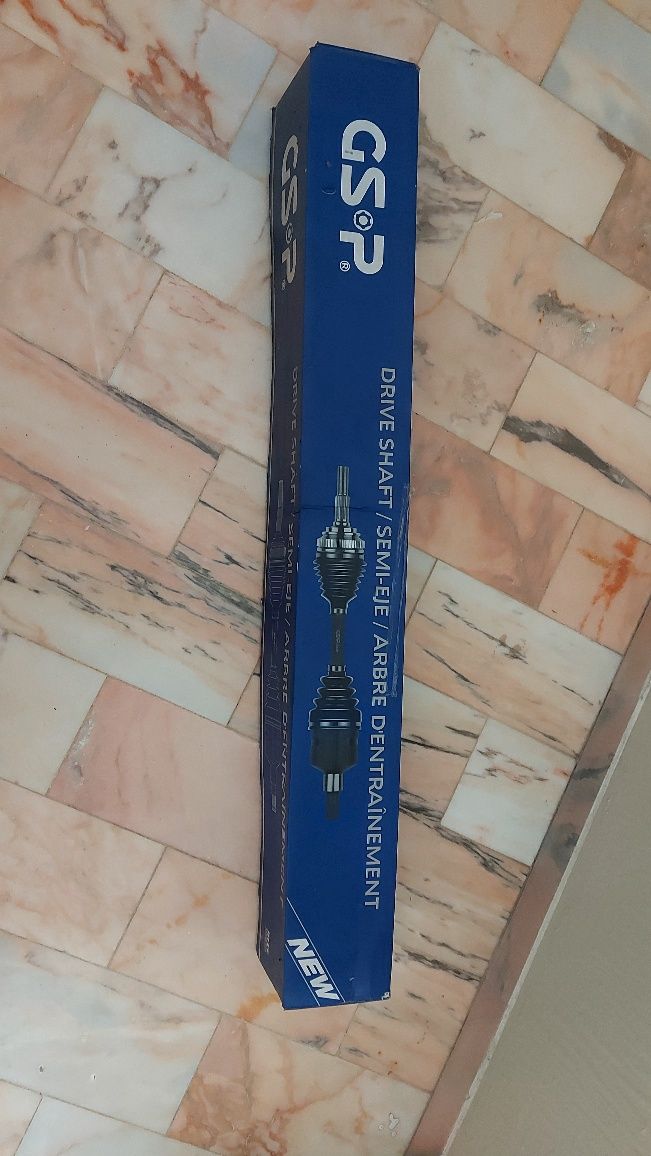 GSP®
DRIVE SHAFT / SEMI-EJE / ARBRE D'ENTRAÎNEMENT
NEW
GSP
DRIVE SHAFT / SEMI-EJE / ARBRE D'ENTRAÎNEMENT